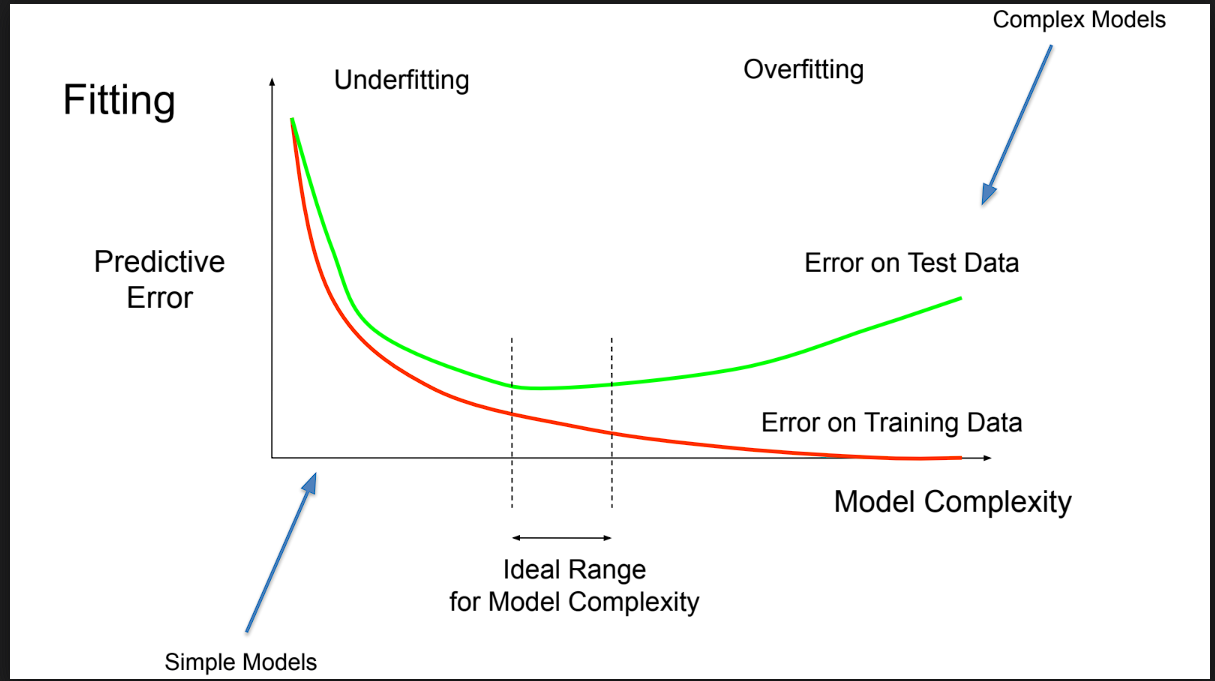 Complex Models
Underfitting
Overfitting
Fitting
Predictive
Error
Error on Test Data
Error on Training Data
Model Complexity
Ideal Range
for Model Complexity
Simple Models